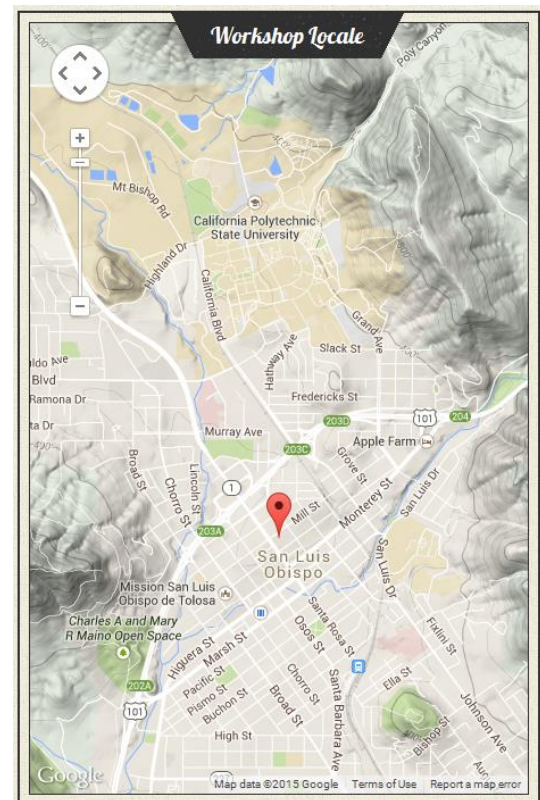 Workshop Locale
Poly Canyon
Mt Bishop Rd
California Polytechnic
State University
Highland Dr
California Blvd
Grand Ave
Slack St
Hathway Ave
Ave
Blvd
Ramona Dr
Fredericks St
101
204
203D
ta Dr
Murray Ave
203C
Apple Farm
Grove St
Broad St
Chorro St
Lincoln St
1
Mill St
Monterey St
San Luis Dr
203A
San Luis
Obispo
San Luis Dr
Mission San Luis
Obispo de Tolosa
Charles A and Mary
R Maino Open Space
Santa Rosa St
Osos St
Fixlini St
Higuera St
Marsh St
202A
101
Pacific St
Pismo St
Buchon St
Chorro St
Broad St
Santa Barbara Ave
Ella St
Johnson Ave
Bishop St
High St
Google
Map data ©2015 Google
Terms of Use
Report a map error